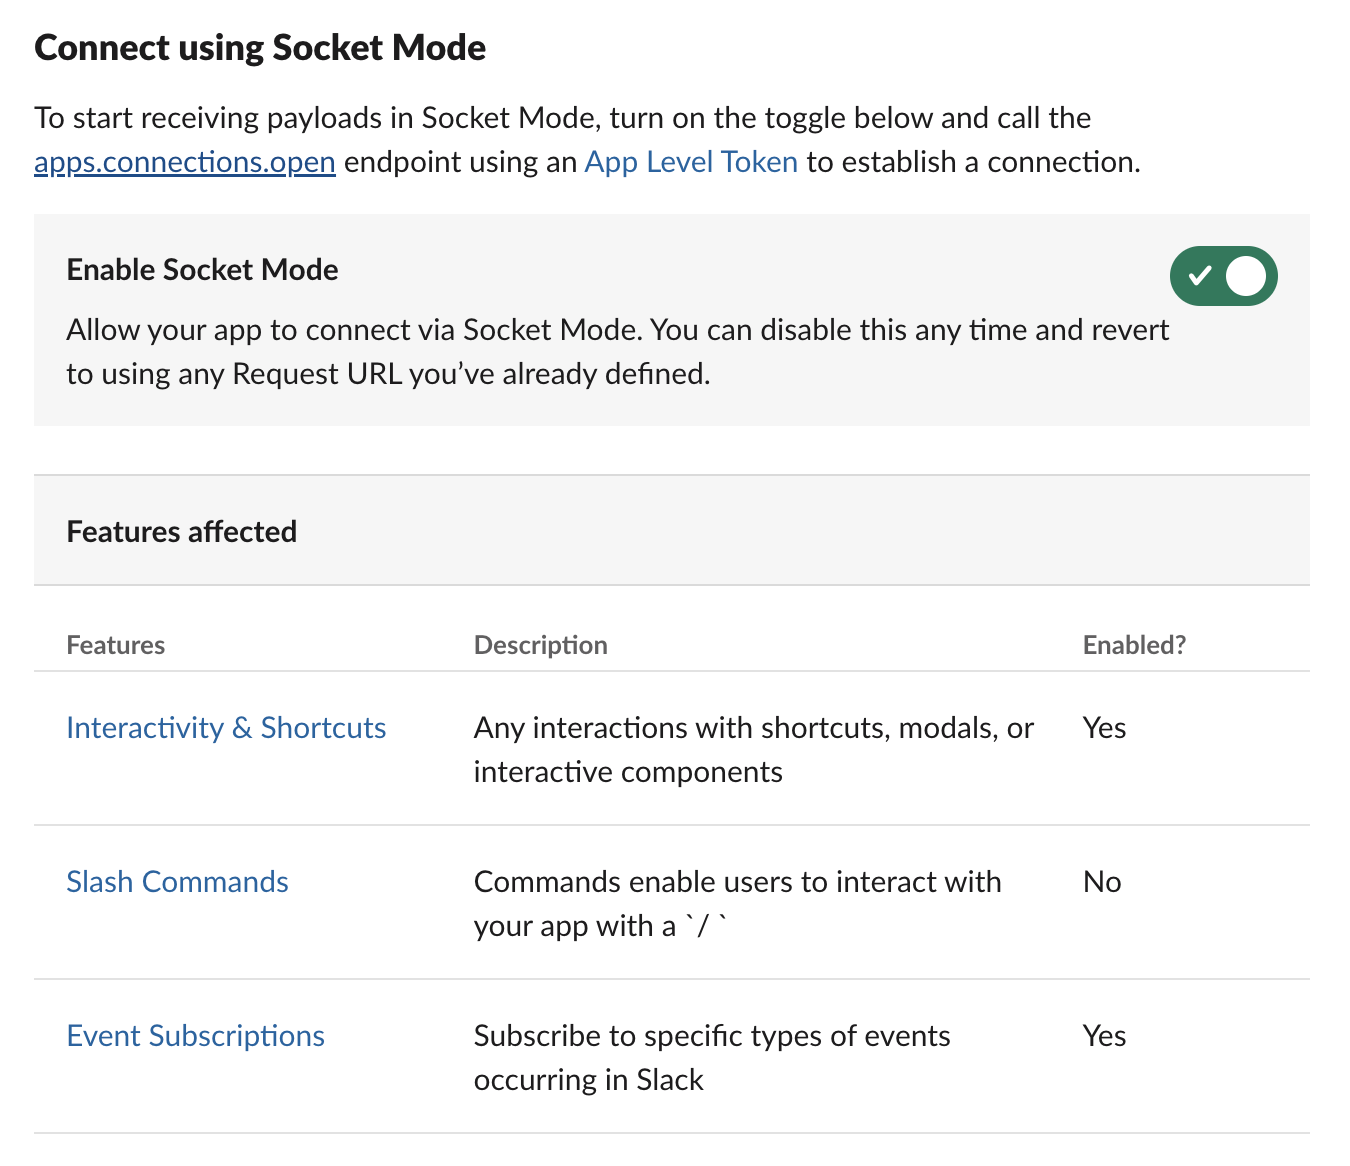 Connect using Socket Mode
To start receiving payloads in Socket Mode, turn on the toggle below and call the
apps.connections.open endpoint using an App Level Token to establish a connection.
Enable Socket Mode
Allow your app to connect via Socket Mode. You can disable this any time and revert
to using any Request URL you’ve already defined.
Features affected
Features Description Enabled?
Interactivity & Shortcuts Any interactions with shortcuts, modals, or Yes
interactive components
Slash Commands Commands enable users to interact with No
your app with a `/ `
Event Subscriptions Subscribe to specific types of events Yes
occurring in Slack